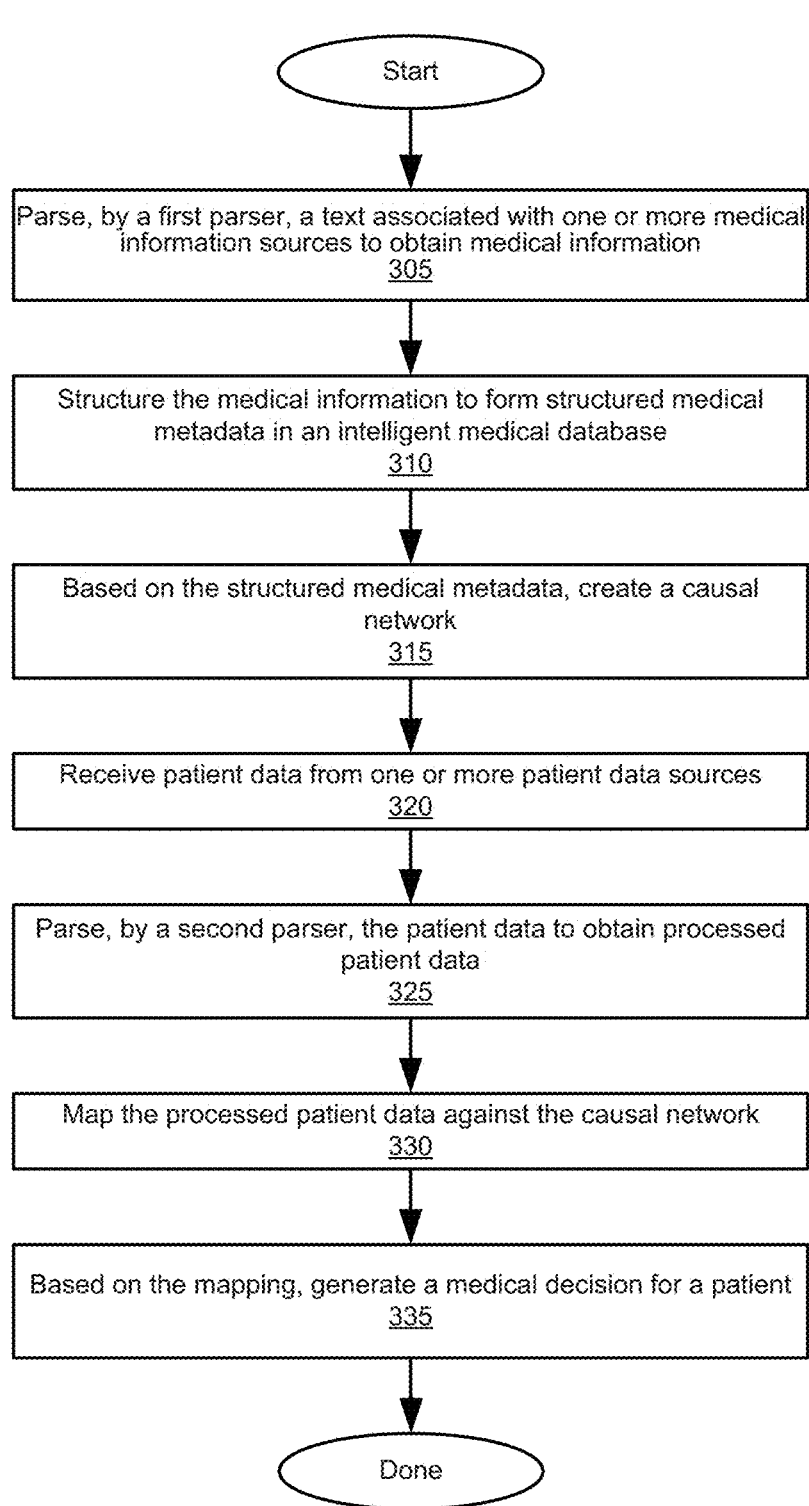 Start
Parse, by a first parser, a text associated with one or more medical
information sources to obtain medical information
305
Structure the medical information to form structured medical
metadata in an intelligent medical database
310
Based on the structured medical metadata, create a causal
network
315
Receive patient data from one or more patient data sources
320
Parse, by a second parser, the patient data to obtain processed
patient data
325
Map the processed patient data against the causal network
330
Based on the mapping, generate a medical decision for a patient
335
Done